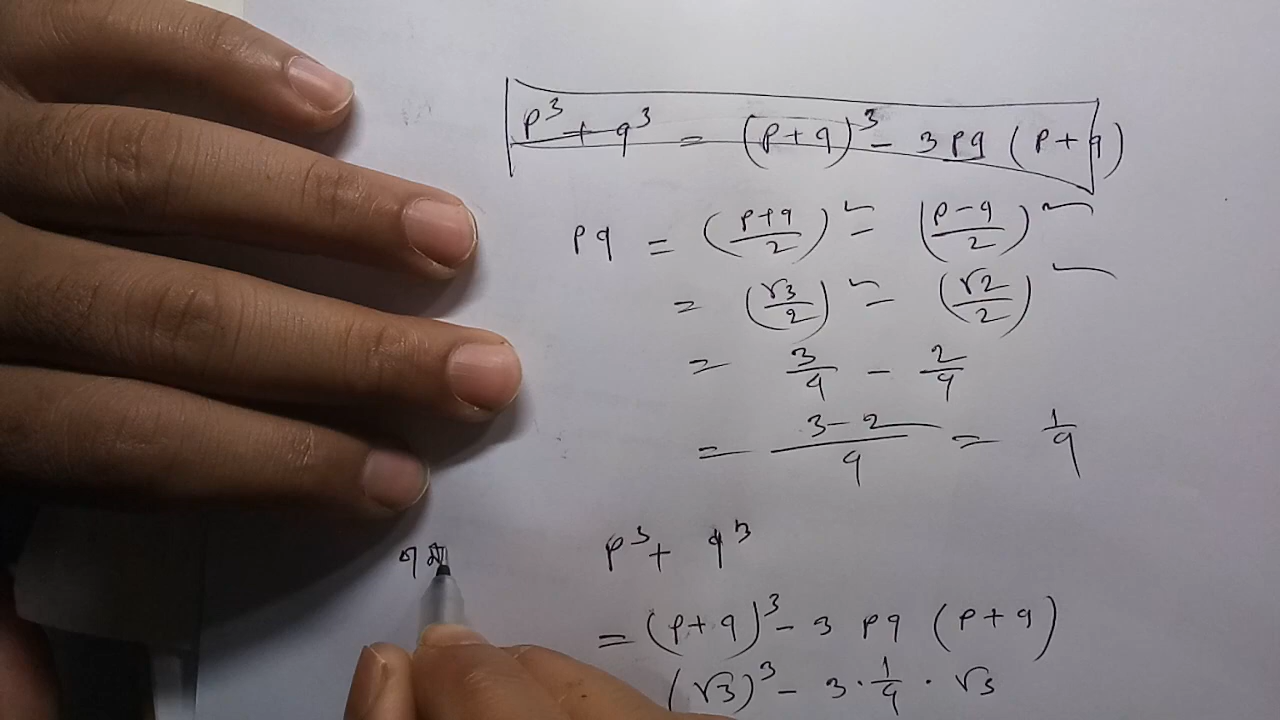 p³ + q³ = (p+q)³ - 3pq (p+q)
pq = ((p+q)/2)² - ((p-q)/2)²
= (√3/2)² - (√2/2)²
= 3/4 - 2/4
= (3-2)/4 = 1/4
p³ + q³
= (p+q)³ - 3 pq (p+q)
(√3)³ - 3 · 1/4 · √3